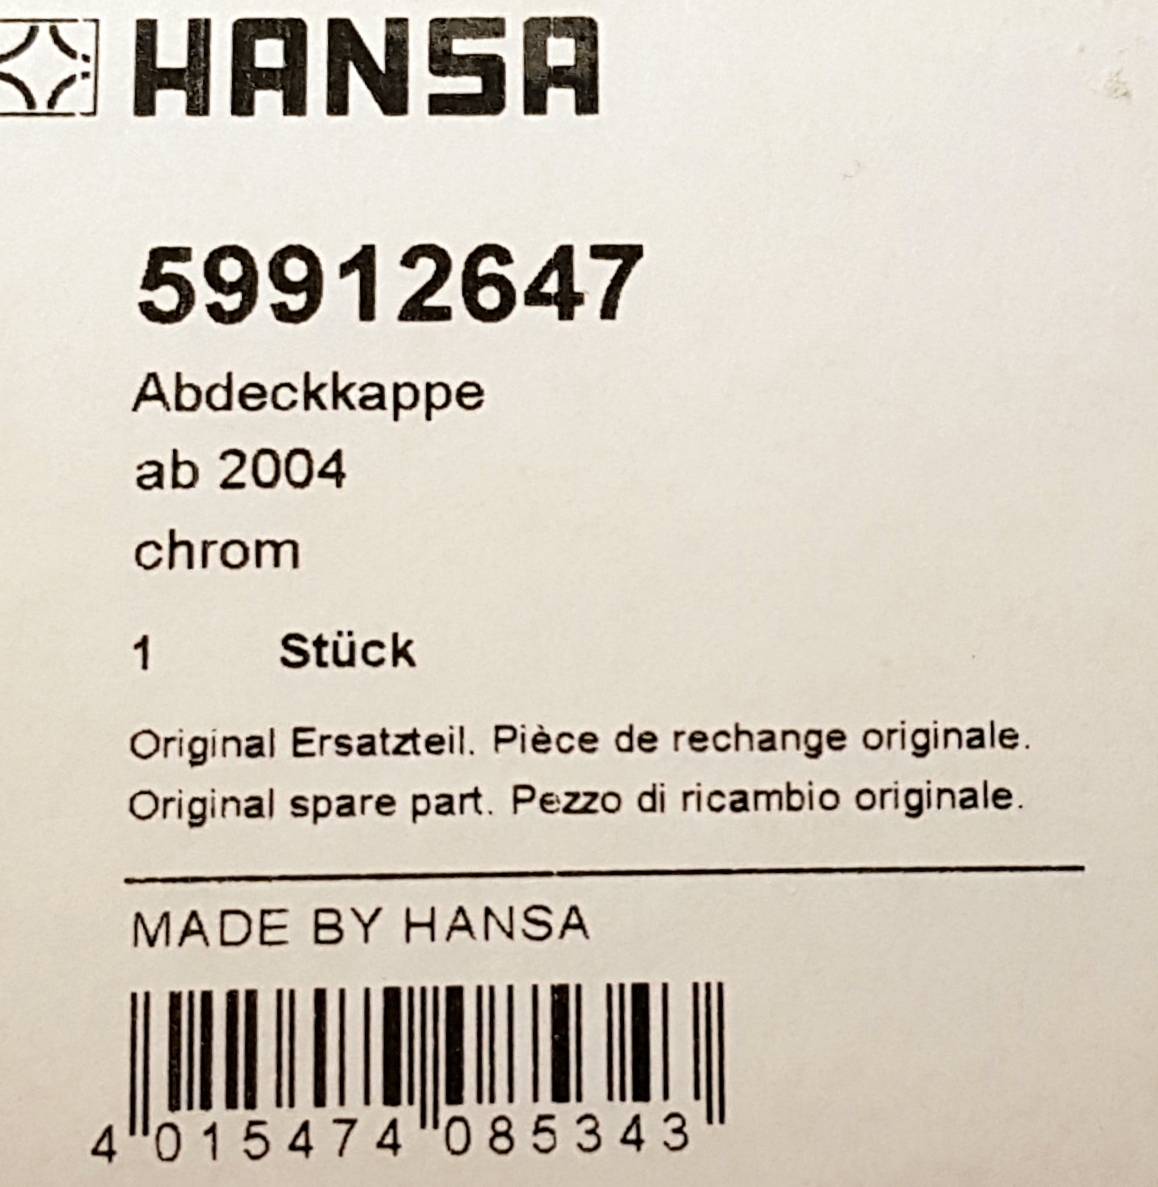 HANSA
59912647
Abdeckkappe
ab 2004
chrom
1 Stück
Original Ersatzteil. Pièce de rechange originale.
Original spare part. Pezzo di ricambio originale.
MADE BY HANSA
4 015474 085343